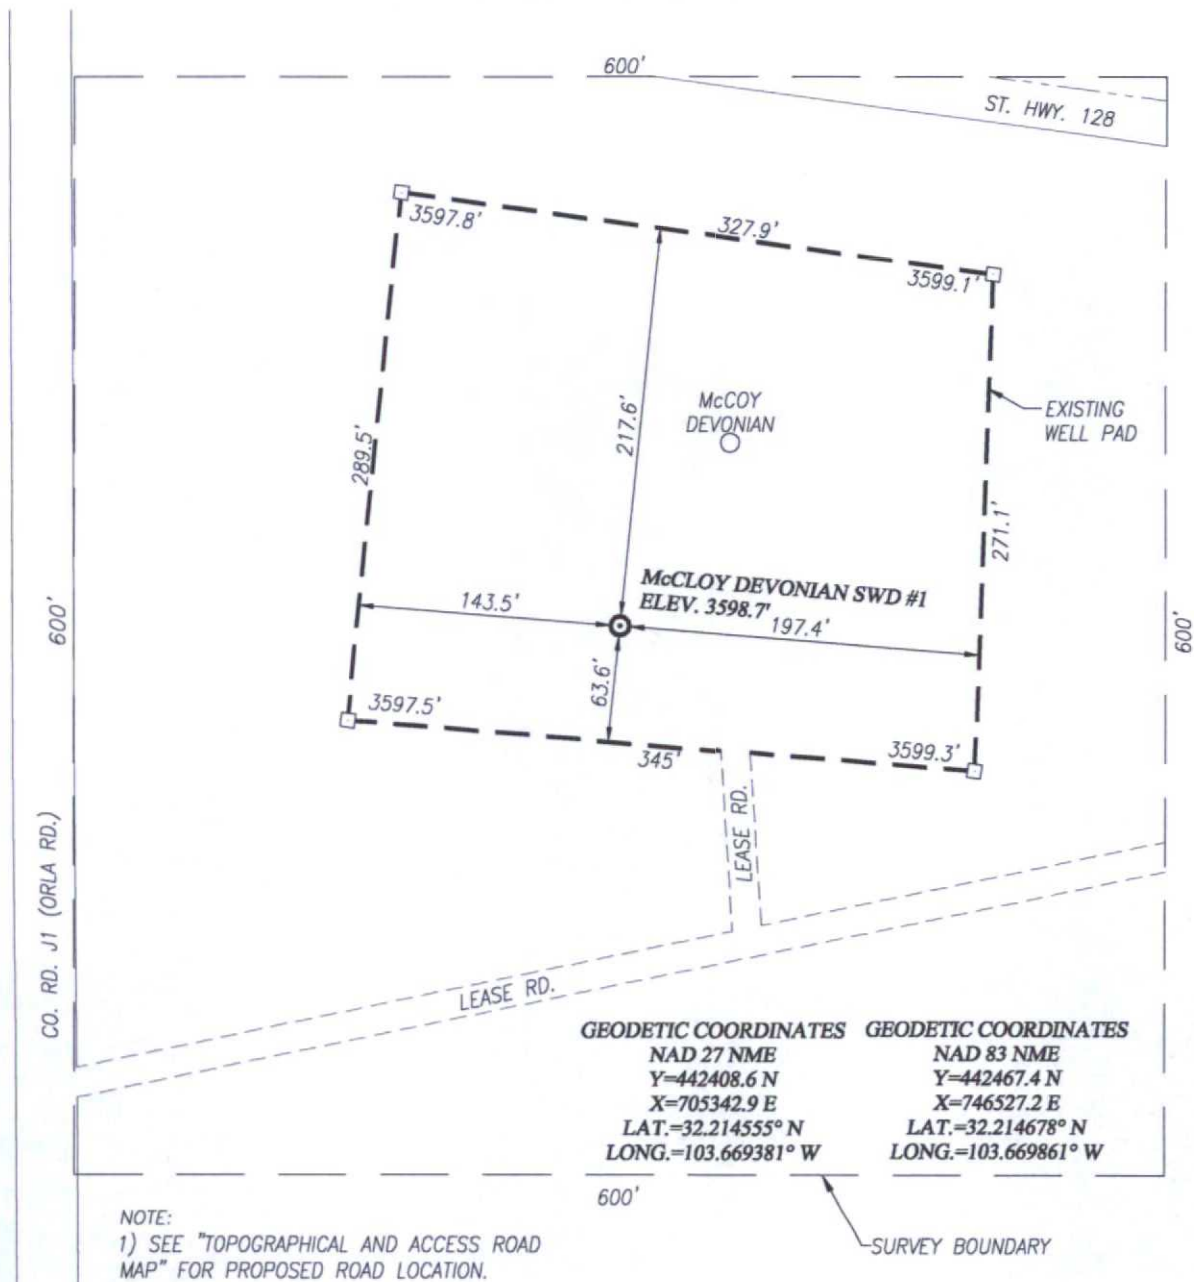 600'
ST. HWY. 128
3597.8'
327.9'
3599.1'
McCOY
DEVONIAN
EXISTING
WELL PAD
217.6'
289.5'
271.1'
McCLOY DEVONIAN SWD #1
ELEV. 3598.7'
143.5'
197.4'
600'
600'
63.6'
3597.5'
345'
3599.3'
LEASE RD.
CO. RD. J1 (ORLA RD.)
LEASE RD.
GEODETIC COORDINATES
NAD 27 NME
Y=442408.6 N
X=705342.9 E
LAT.=32.214555° N
LONG.=103.669381° W
GEODETIC COORDINATES
NAD 83 NME
Y=442467.4 N
X=746527.2 E
LAT.=32.214678° N
LONG.=103.669861° W
600'
SURVEY BOUNDARY
NOTE:
1) SEE "TOPOGRAPHICAL AND ACCESS ROAD
MAP" FOR PROPOSED ROAD LOCATION.